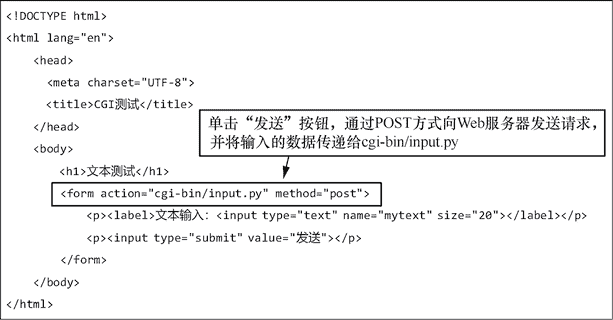 <!DOCTYPE html>
<html lang="en">
<head>
<meta charset="UTF-8">
<title>CGI测试</title>
</head>
单击“发送”按钮，通过POST方式向Web服务器发送请求，
并将输入的数据传递给cgi-bin/input.py
<body>
<h1>文本测试</h1>
<form action="cgi-bin/input.py" method="post">
<p><label>文本输入：<input type="text" name="mytext" size="20"></label></p>
<p><input type="submit" value="发送"></p>
</form>
</body>
</html>